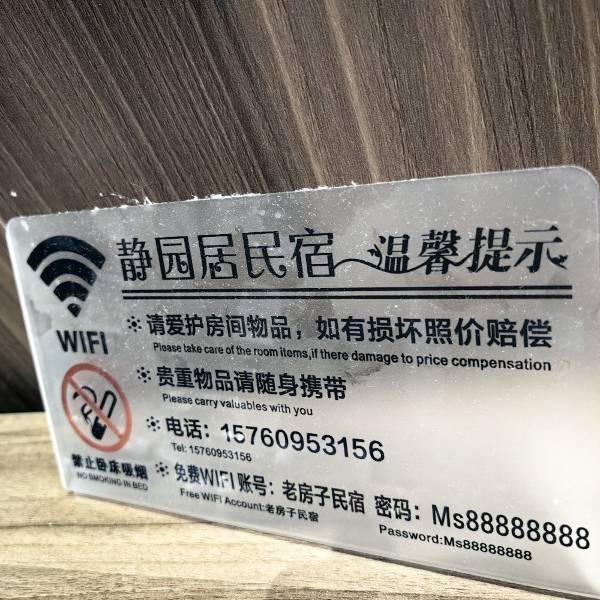 静园居民宿 温馨提示
WIFI
请爱护房间物品，如有损坏照价赔偿
Please take care of the room items,if there damage to price compensation
贵重物品请随身携带
Please carry valuables with you
电话：15760953156
Tel: 15760953156
禁止卧床吸烟
NO SMOKING IN BED
免费WIFI 账号：老房子民宿 密码：Ms88888888
Free WIFI Account:老房子民宿 Password:Ms88888888